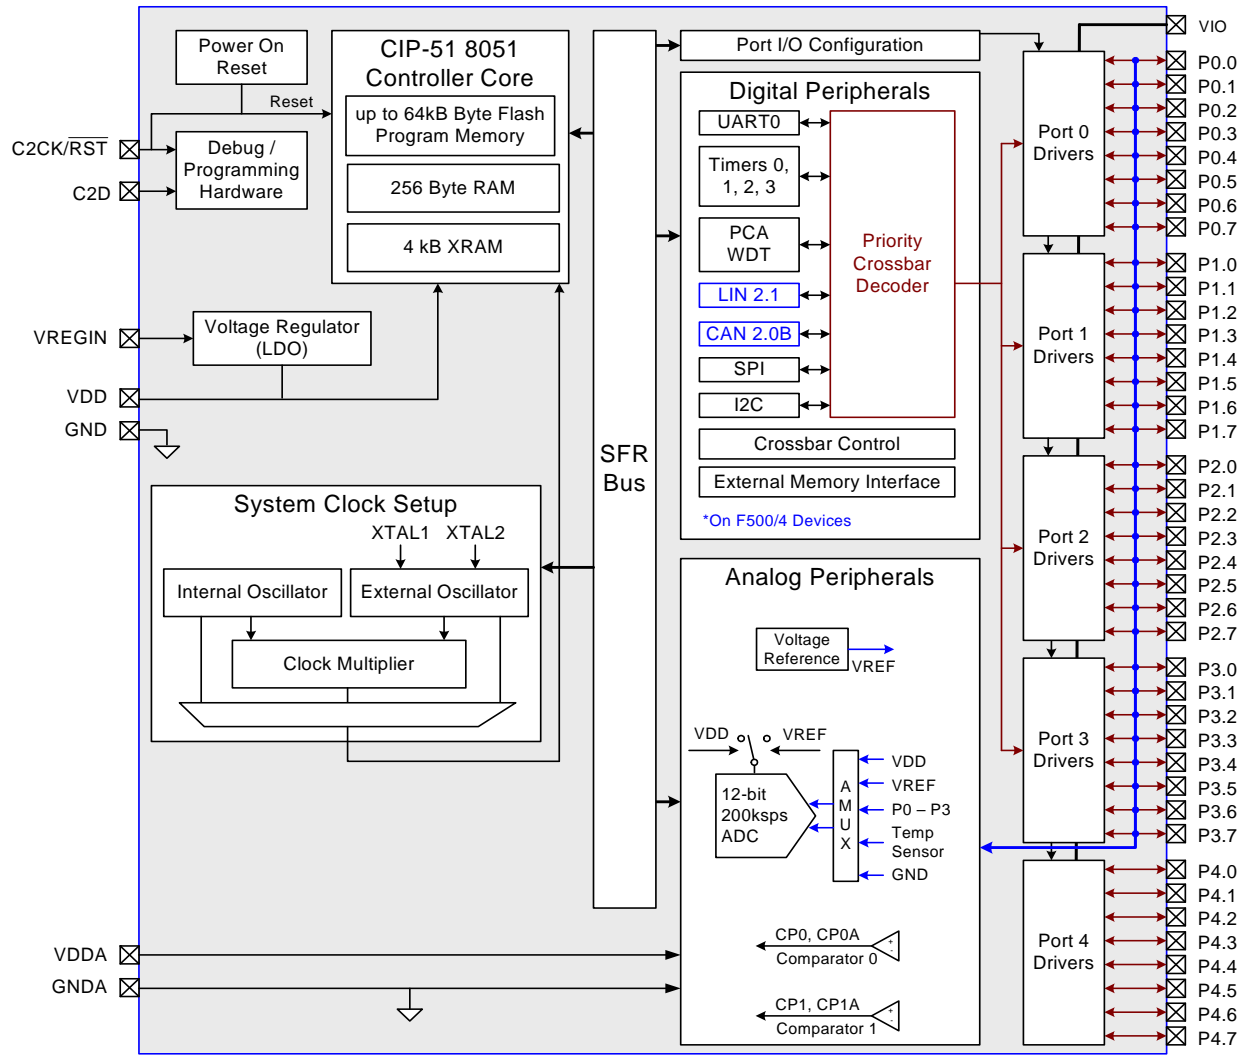 Power On
Reset
Reset
C2CK/RST
C2D
Debug /
Programming
Hardware
CIP-51 8051
Controller Core
up to 64kB Byte Flash
Program Memory
256 Byte RAM
4 kB XRAM
VREGIN
Voltage Regulator
(LDO)
VDD
GND
System Clock Setup
XTAL1
XTAL2
Internal Oscillator
External Oscillator
Clock Multiplier
VDDA
GNDA
SFR
Bus
Port I/O Configuration
Digital Peripherals
UART0
Timers 0,
1, 2, 3
PCA
WDT
LIN 2.1
CAN 2.0B
SPI
I2C
Priority
Crossbar
Decoder
Crossbar Control
External Memory Interface
*On F500/4 Devices
Analog Peripherals
Voltage
Reference
VREF
VDD
VREF
12-bit
200ksps
ADC
A
M
U
X
VDD
VREF
P0 – P3
Temp
Sensor
GND
CP0, CP0A
+
-
Comparator 0
CP1, CP1A
+
-
Comparator 1
Port 0
Drivers
Port 1
Drivers
Port 2
Drivers
Port 3
Drivers
Port 4
Drivers
VIO
P0.0
P0.1
P0.2
P0.3
P0.4
P0.5
P0.6
P0.7
P1.0
P1.1
P1.2
P1.3
P1.4
P1.5
P1.6
P1.7
P2.0
P2.1
P2.2
P2.3
P2.4
P2.5
P2.6
P2.7
P3.0
P3.1
P3.2
P3.3
P3.4
P3.5
P3.6
P3.7
P4.0
P4.1
P4.2
P4.3
P4.4
P4.5
P4.6
P4.7